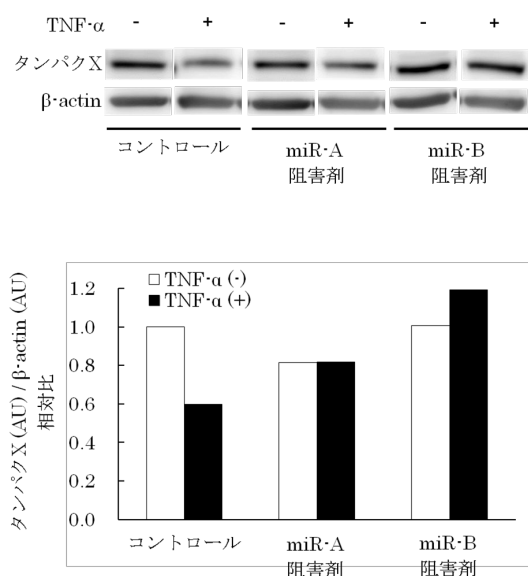 TNF-α - + - + - +
タンパクX
β-actin
コントロール miR-A miR-B
阻害剤 阻害剤
TNF-α (-)
TNF-α (+)
タンパクX (AU) / β-actin (AU)
相対比
1.2
1.0
0.8
0.6
0.4
0.2
0.0
コントロール miR-A miR-B
阻害剤 阻害剤